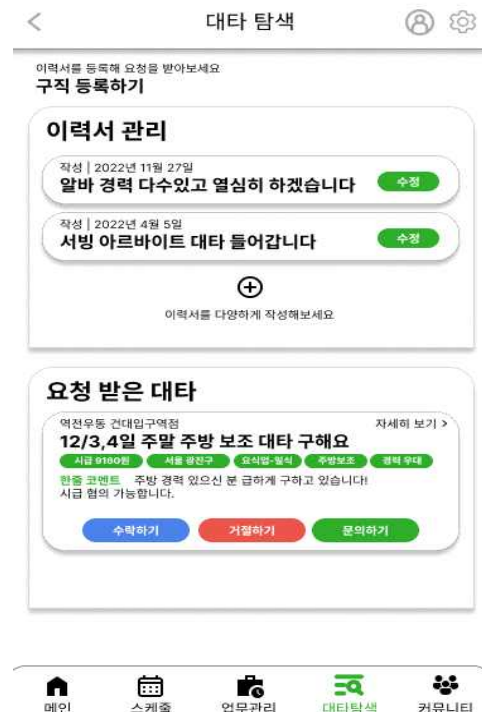 대타 탐색
이력서를 등록해 요청을 받아보세요
구직 등록하기
이력서 관리
작성 | 2022년 11월 27일
알바 경력 다수있고 열심히 하겠습니다 수정
작성 | 2022년 4월 5일
서빙 아르바이트 대타 들어갑니다 수정
이력서를 다양하게 작성해보세요
요청 받은 대타
역전우동 건대입구역점 자세히 보기 >
12/3,4일 주말 주방 보조 대타 구해요
시급 9160원 서울 광진구 요식업-일식 주방보조 경력 우대
한줄 코멘트 주방 경력 있으신 분 급하게 구하고 있습니다!
시급 협의 가능합니다.
수락하기 거절하기 문의하기
메인 스케줄 업무관리 대타탐색 커뮤니티